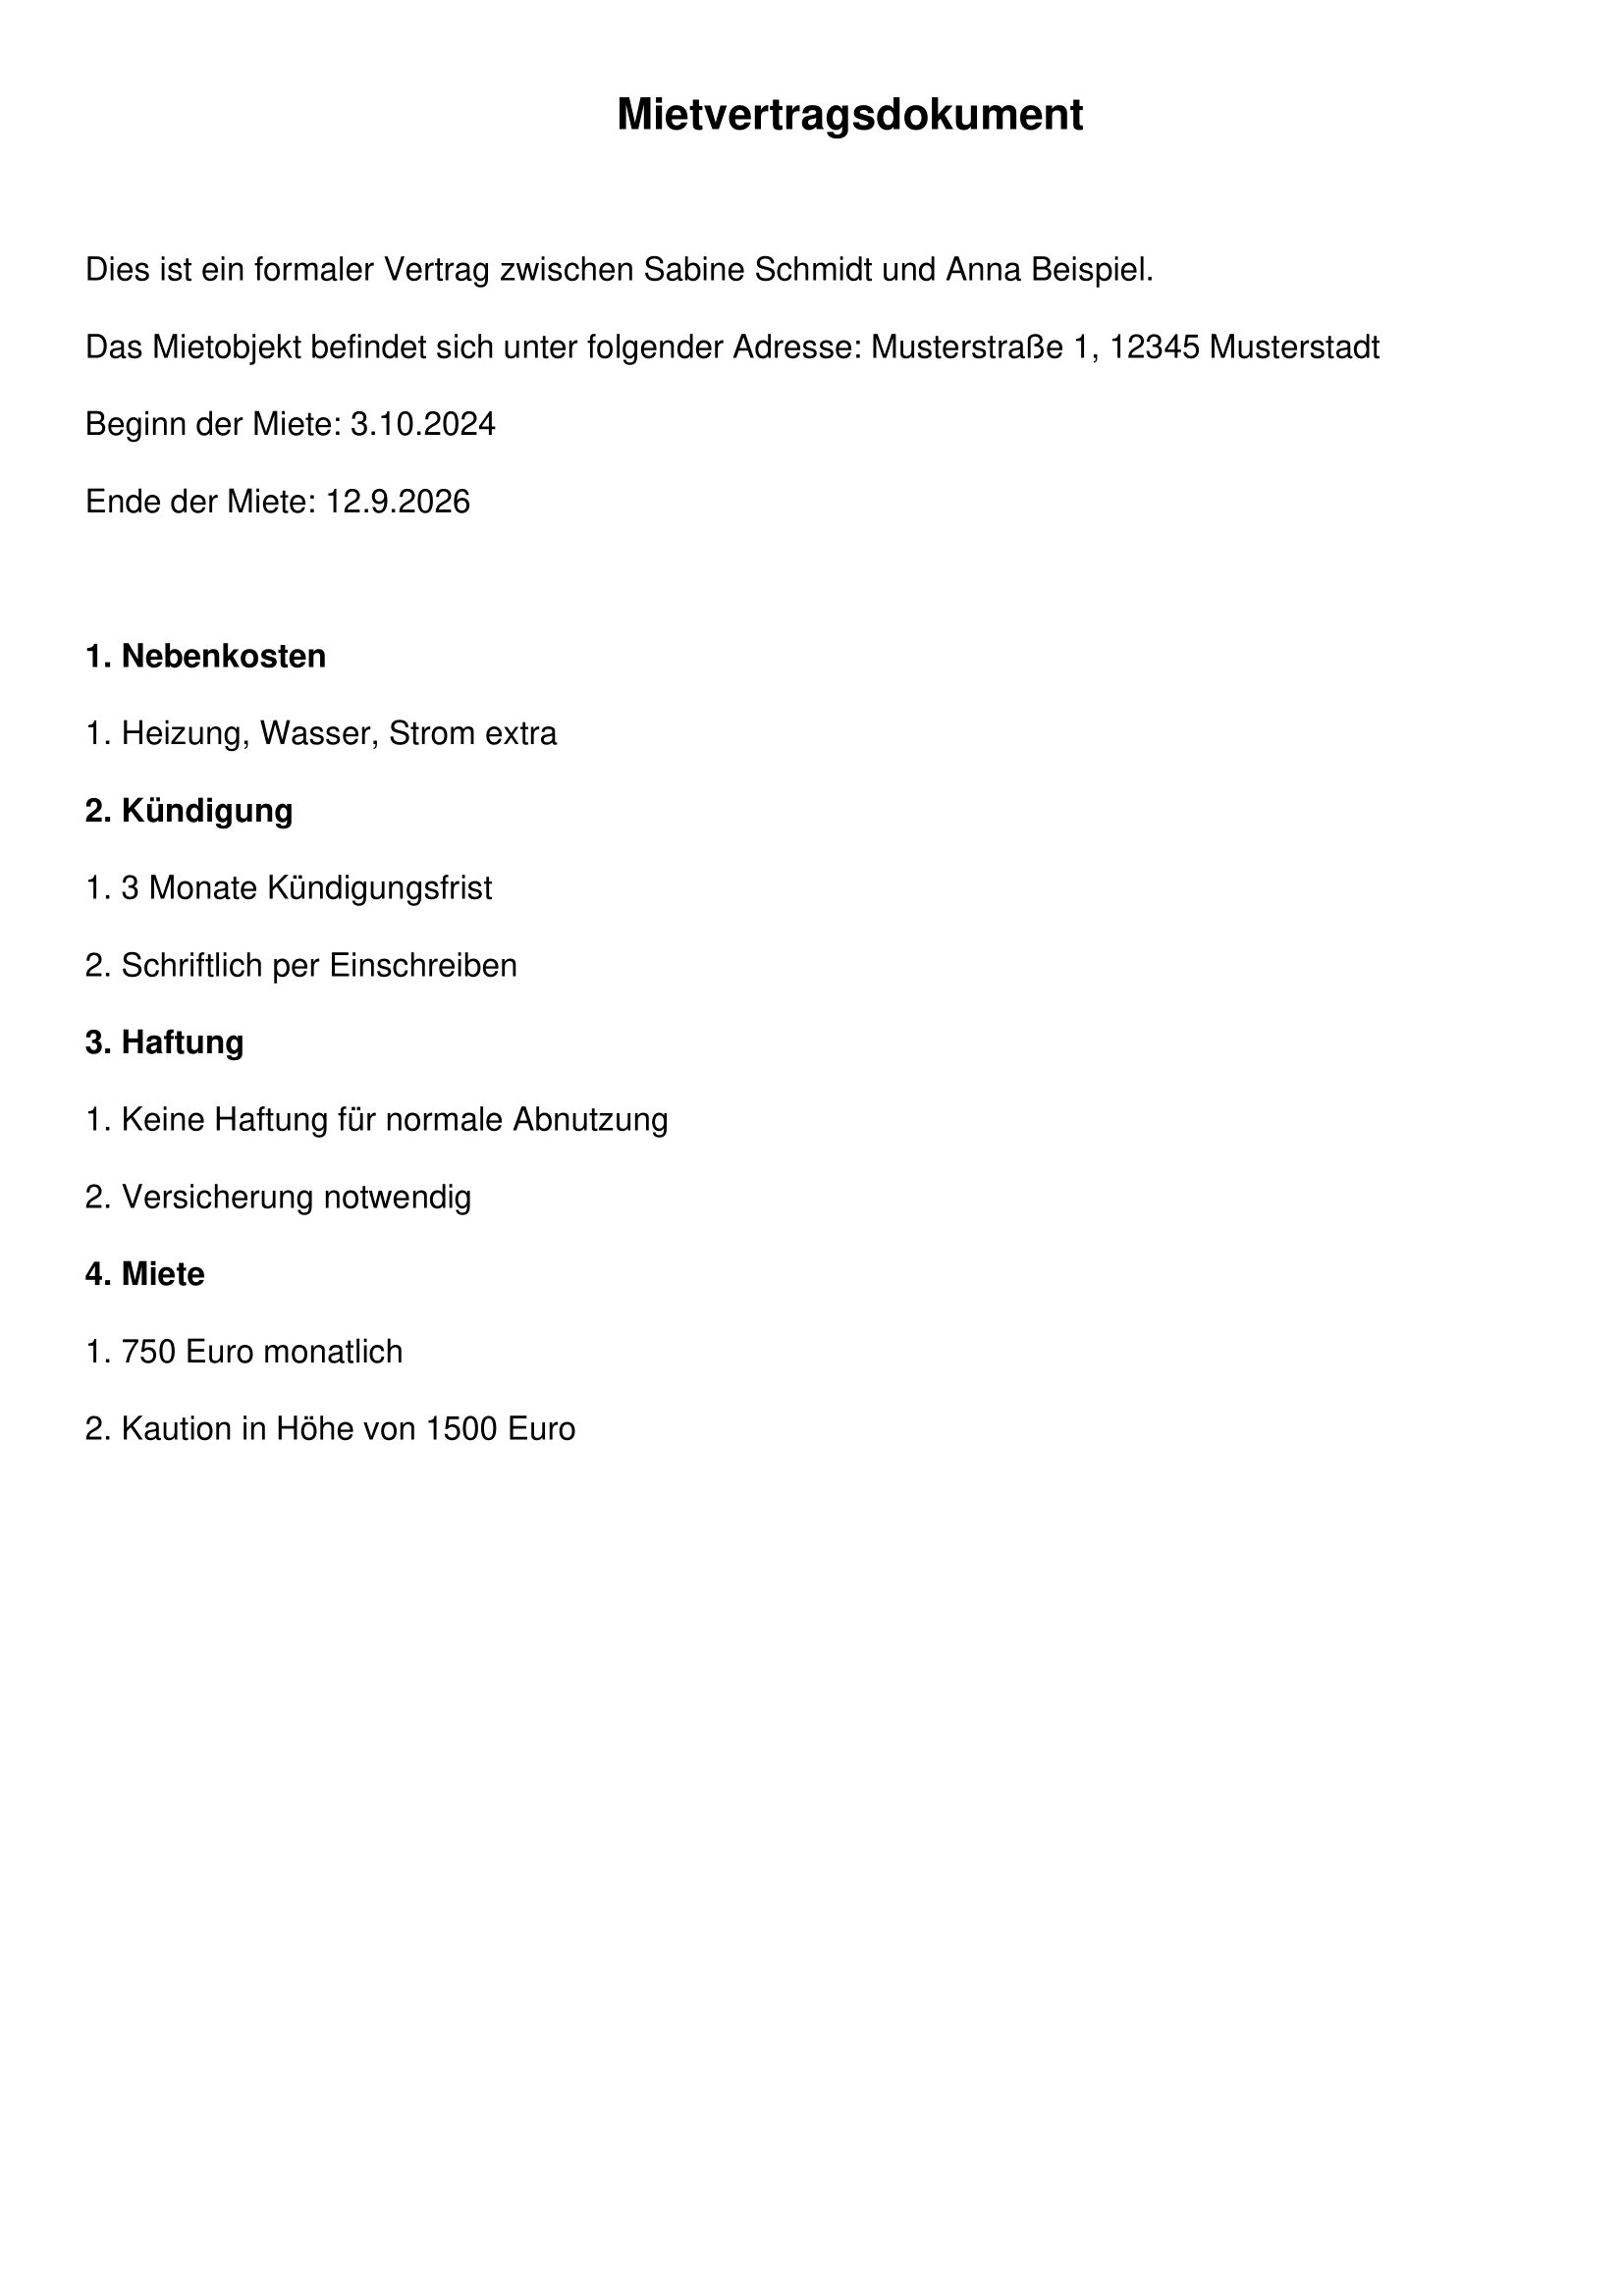 Mietvertragsdokument
Dies ist ein formaler Vertrag zwischen Sabine Schmidt und Anna Beispiel.
Das Mietobjekt befindet sich unter folgender Adresse: Musterstraße 1, 12345 Musterstadt
Beginn der Miete: 3.10.2024
Ende der Miete: 12.9.2026
1. Nebenkosten
1. Heizung, Wasser, Strom extra
2. Kündigung
1. 3 Monate Kündigungsfrist
2. Schriftlich per Einschreiben
3. Haftung
1. Keine Haftung für normale Abnutzung
2. Versicherung notwendig
4. Miete
1. 750 Euro monatlich
2. Kaution in Höhe von 1500 Euro